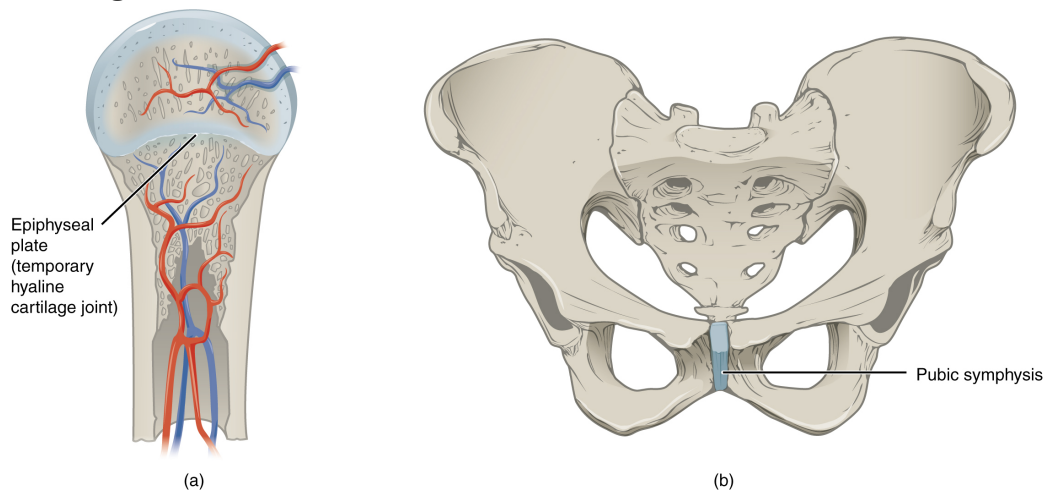 Epiphyseal
plate
(temporary
hyaline
cartilage joint)
Pubic symphysis
(a)
(b)